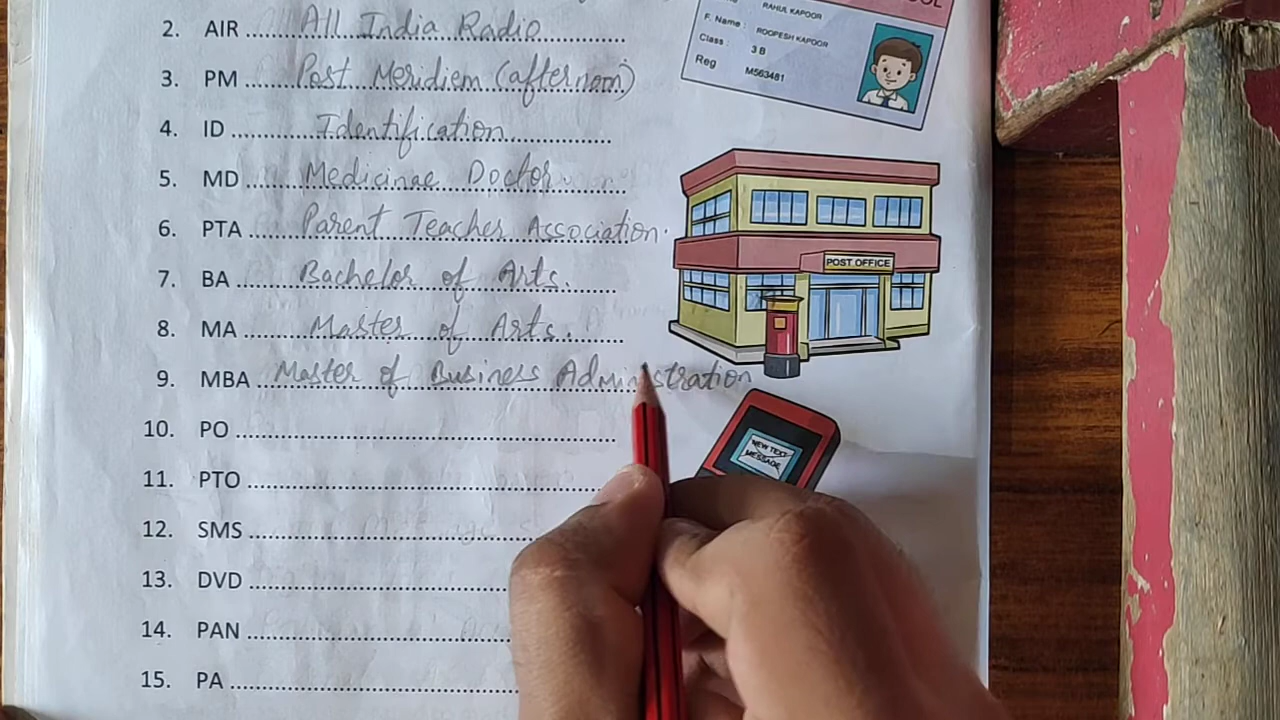 RAHUL KAPOOR
F. Name : ROOPESH KAPOOR
Class : 3 B
Reg M563481
2. AIR ........ All India Radio ........
3. PM ........ Post Meridiem (afternoon)
4. ID ........ Identification ........
5. MD ........ Medicinae Doctor ........
6. PTA ........ Parent Teacher Association.
7. BA ........ Bachelor of Arts. ........
POST OFFICE
8. MA ........ Master of Arts. ........
9. MBA ........ Master of Business Administration
10. PO ........................
NEW TEXT
MESSAGE
11. PTO ........................
12. SMS ........................
13. DVD ........................
14. PAN ........................
15. PA ........................